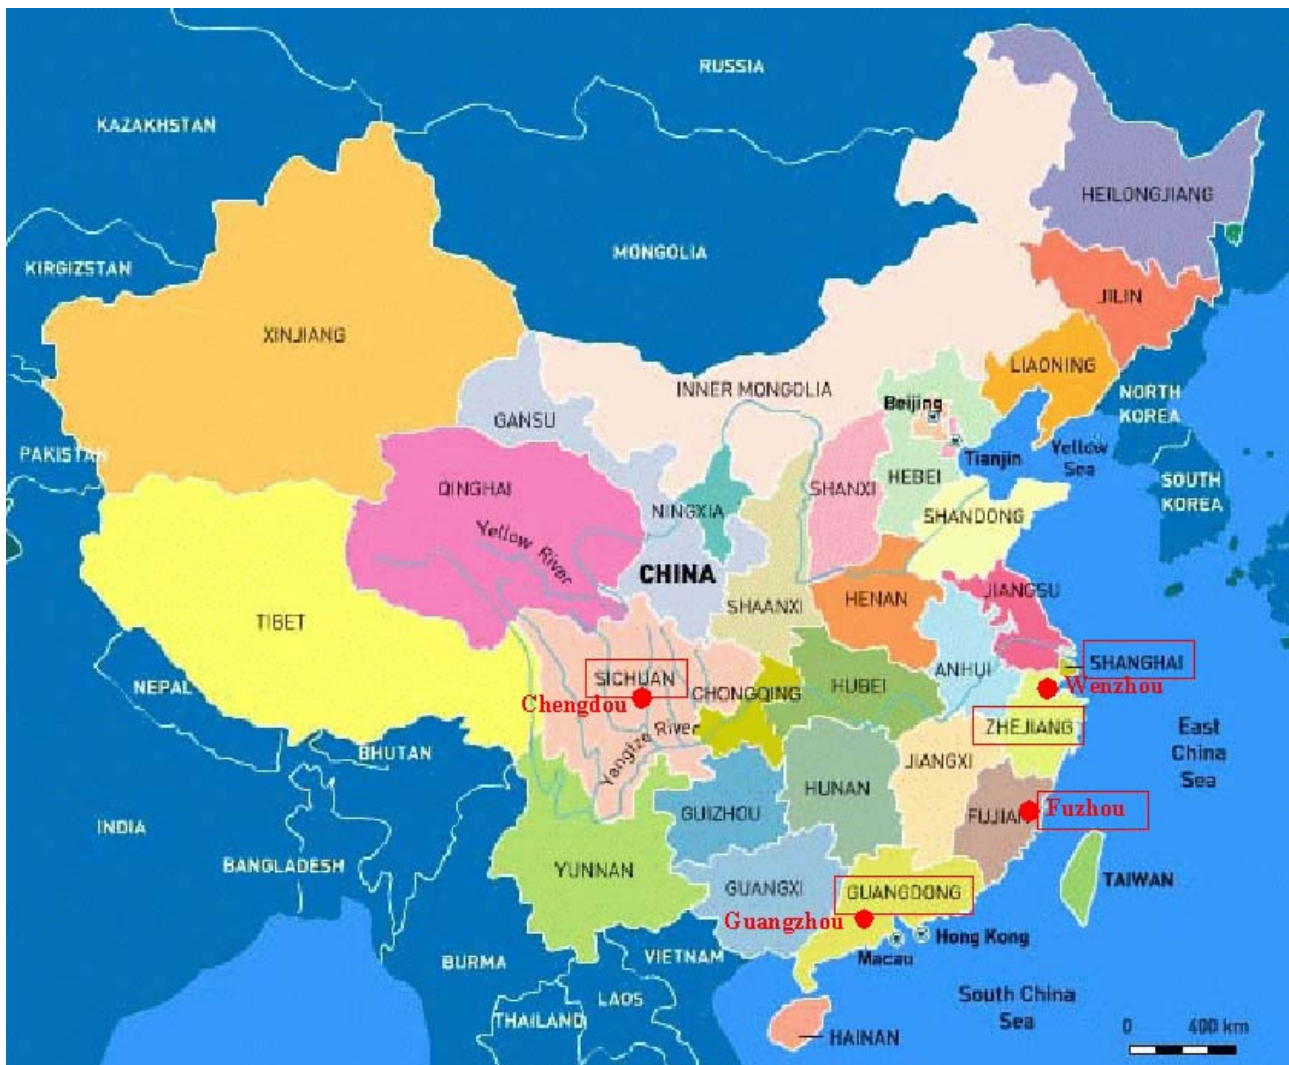 RUSSIA
KAZAKHSTAN
HEILONGJIANG
MONGOLIA
KIRGIZSTAN
JILIN
XINJIANG
LIAONING
INNER MONGOLIA
NORTH
KOREA
Beijing
GANSU
Yellow
Sea
Tianjin
PAKISTAN
HEBEI
SHANXI
QINGHAI
SOUTH
KOREA
NINGXIA
SHANDONG
Yellow River
CHINA
JIANGSU
HENAN
SHAANXI
TIBET
SHANGHAI
ANHUI
SICHUAN
HUBEI
CHONGQING
NEPAL
Wenzhou
Chengdou
ZHEJIANG
Yangtze River
East
China
Sea
BHUTAN
JIANGXI
HUNAN
Fuzhou
GUIZHOU
FUJIAN
INDIA
BANGLADESH
YUNNAN
TAIWAN
GUANGXI
GUANGDONG
Guangzhou
Hong Kong
Macau
VIETNAM
BURMA
South China
Sea
LAOS
THAILAND
0 400 km
HAINAN